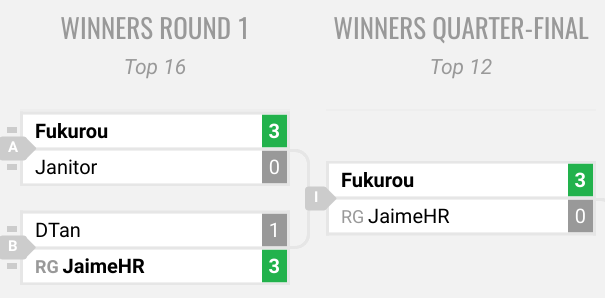 WINNERS ROUND 1
Top 16
A
Fukurou 3
Janitor 0
B
DTan 1
RG JaimeHR 3
WINNERS QUARTER-FINAL
Top 12
I
Fukurou 3
RG JaimeHR 0